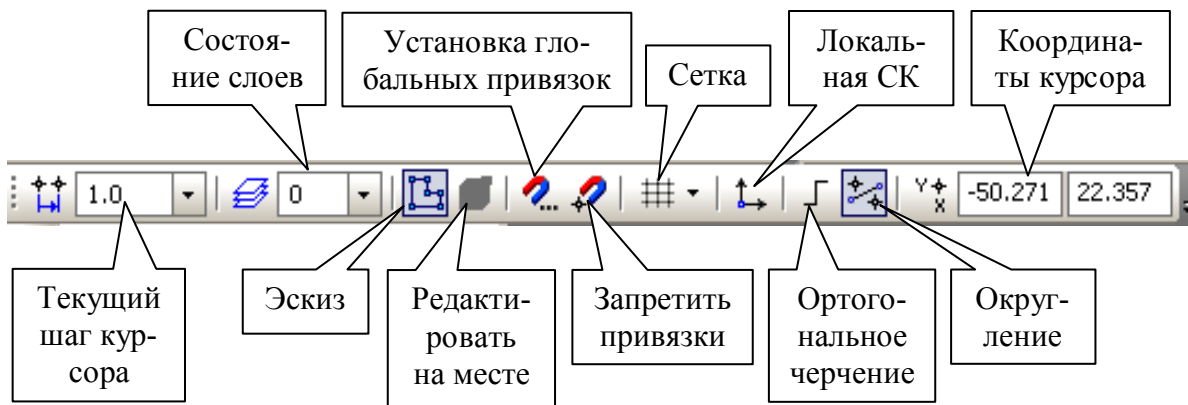 Состоя-
ние слоев
Установка гло-
бальных привязок
Сетка
Локаль-
ная СК
Координа-
ты курсора
1.0
0
Y
X
-50.271
22.357
Текущий
шаг кур-
сора
Эскиз
Редакти-
ровать
на месте
Запретить
привязки
Ортого-
нальное
черчение
Округ-
ление